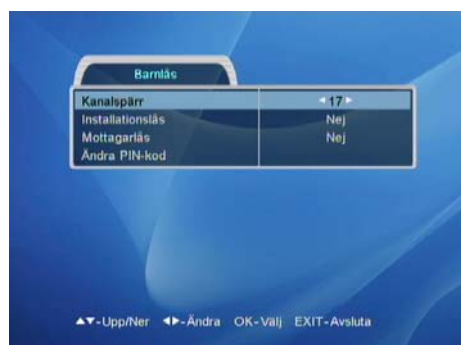 Barnlås
Kanalspärr ◄17►
Installationslås Nej
Mottagarlås Nej
Ändra PIN-kod
▲▼-Upp/Ner ◄►-Ändra OK-Välj EXIT-Avsluta